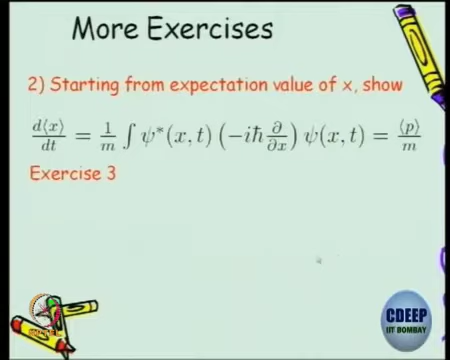 More Exercises
2) Starting from expectation value of x, show
d⟨x⟩/dt = 1/m ∫ ψ*(x, t) (−iℏ ∂/∂x) ψ(x, t) = ⟨p⟩/m
Exercise 3
CDEEP
IIT BOMBAY